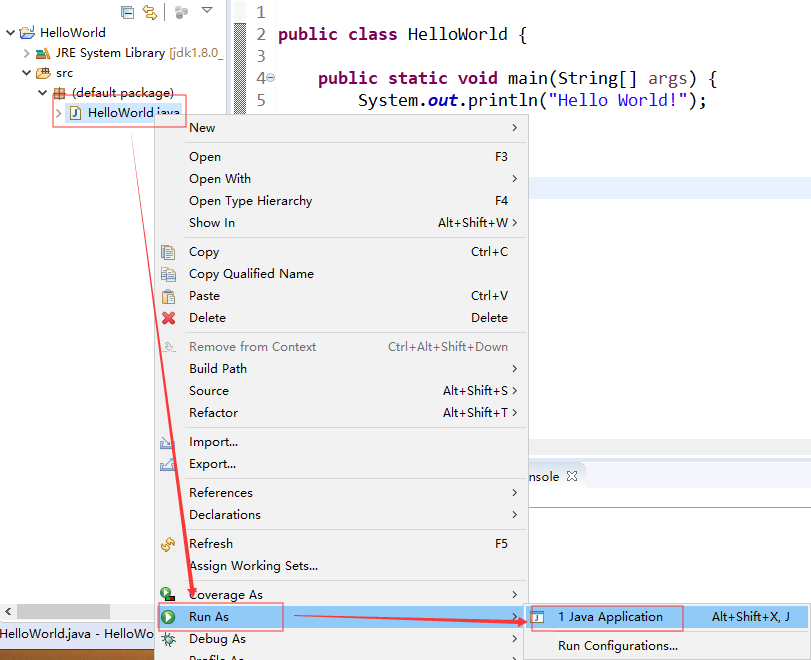 HelloWorld
JRE System Library [jdk1.8.0_
src
(default package)
HelloWorld.java
1
2 public class HelloWorld {
3
4 public static void main(String[] args) {
5 System.out.println("Hello World!");
New
Open F3
Open With
Open Type Hierarchy F4
Show In Alt+Shift+W
Copy Ctrl+C
Copy Qualified Name
Paste Ctrl+V
Delete Delete
Remove from Context Ctrl+Alt+Shift+Down
Build Path
Source Alt+Shift+S
Refactor Alt+Shift+T
Import...
Export...
References
Declarations
Refresh F5
Assign Working Sets...
Coverage As
Run As
Debug As
Profile As
nsole
1 Java Application Alt+Shift+X, J
Run Configurations...
HelloWorld.java - HelloWo